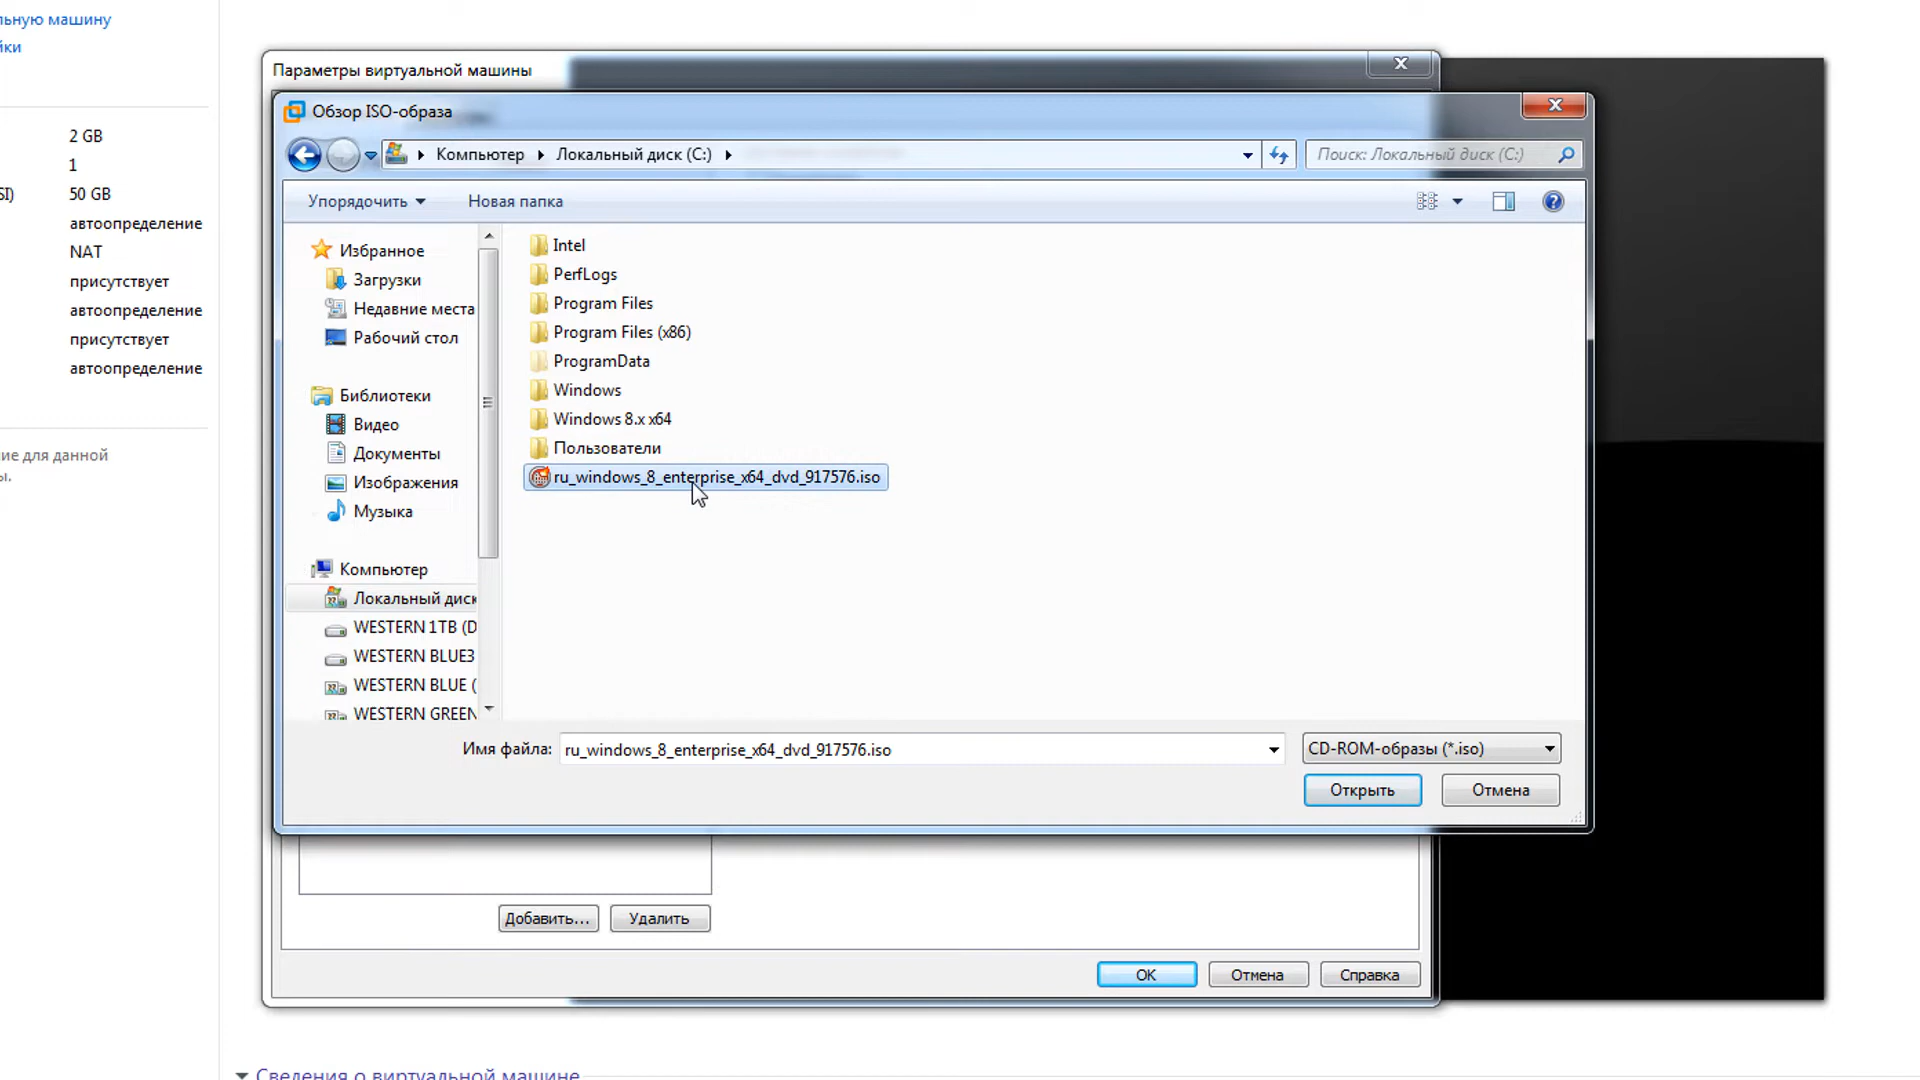 льную машину
йки
2 GB
1
SI) 50 GB
автоопределение
NAT
присутствует
автоопределение
присутствует
автоопределение
ие для данной
ы.
Параметры виртуальной машины
Обзор ISO-образа
Компьютер
Локальный диск (C:)
Поиск: Локальный диск (C:)
Упорядочить
Новая папка
Избранное
Загрузки
Недавние места
Рабочий стол
Библиотеки
Видео
Документы
Изображения
Музыка
Компьютер
Локальный диск
WESTERN 1TB (D
WESTERN BLUE3
WESTERN BLUE (
WESTERN GREEN
Intel
PerfLogs
Program Files
Program Files (x86)
ProgramData
Windows
Windows 8.x x64
Пользователи
ru_windows_8_enterprise_x64_dvd_917576.iso
Имя файла: ru_windows_8_enterprise_x64_dvd_917576.iso
CD-ROM-образы (*.iso)
Открыть
Отмена
Добавить...
Удалить
OK
Отмена
Справка
Сведения о виртуальной машине